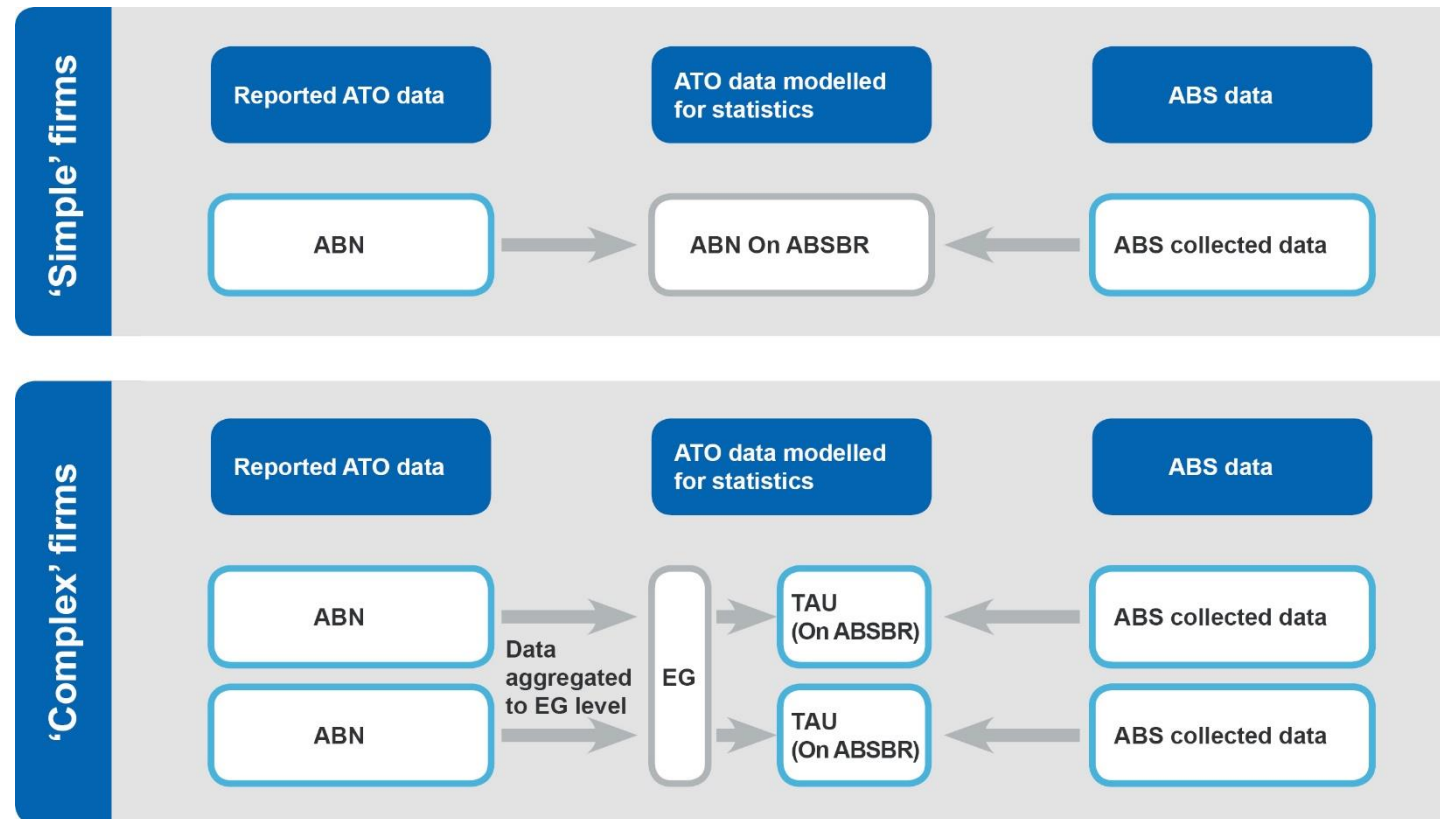 ‘Simple’ firms
Reported ATO data
ATO data modelled
for statistics
ABS data
ABN
ABN On ABSBR
ABS collected data
‘Complex’ firms
Reported ATO data
ATO data modelled
for statistics
ABS data
ABN
Data
aggregated
to EG level
EG
TAU
(On ABSBR)
ABS collected data
ABN
TAU
(On ABSBR)
ABS collected data